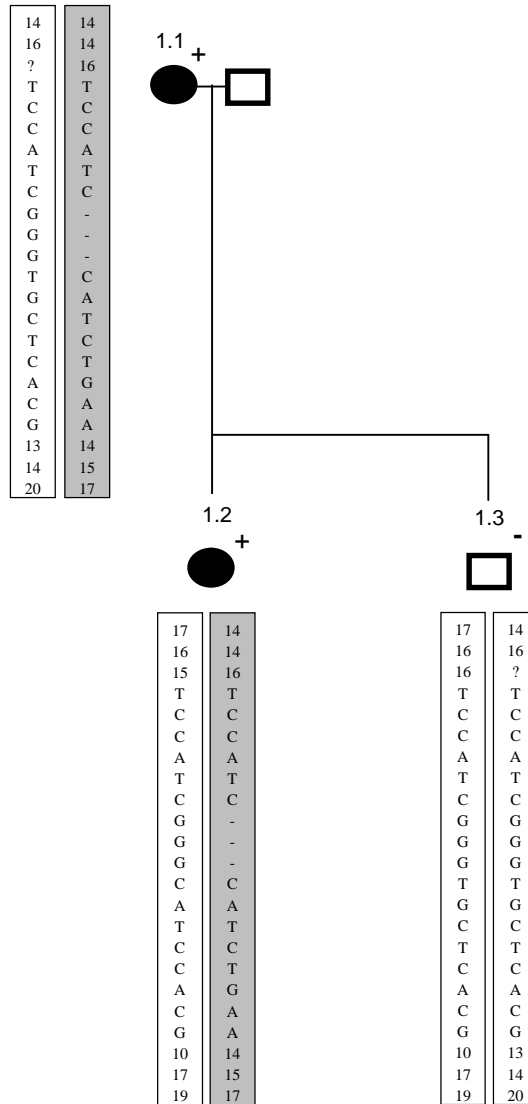 14 14
16 14
? 16
T T
C C
C C
A A
T T
C C
G -
G -
G -
T C
G A
C T
T C
C T
A G
C A
G A
13 14
14 15
20 17
1.1 +
1.2 +
1.3 -
17 14
16 14
15 16
T T
C C
C C
A A
T T
C C
G -
G -
G -
C C
A A
T T
C C
C T
A G
C A
G A
10 14
17 15
19 17
17 14
16 16
16 ?
T T
C C
C C
A A
T T
C C
G G
G G
G G
T T
G G
C C
T T
C C
A A
C C
G G
10 13
17 14
19 20